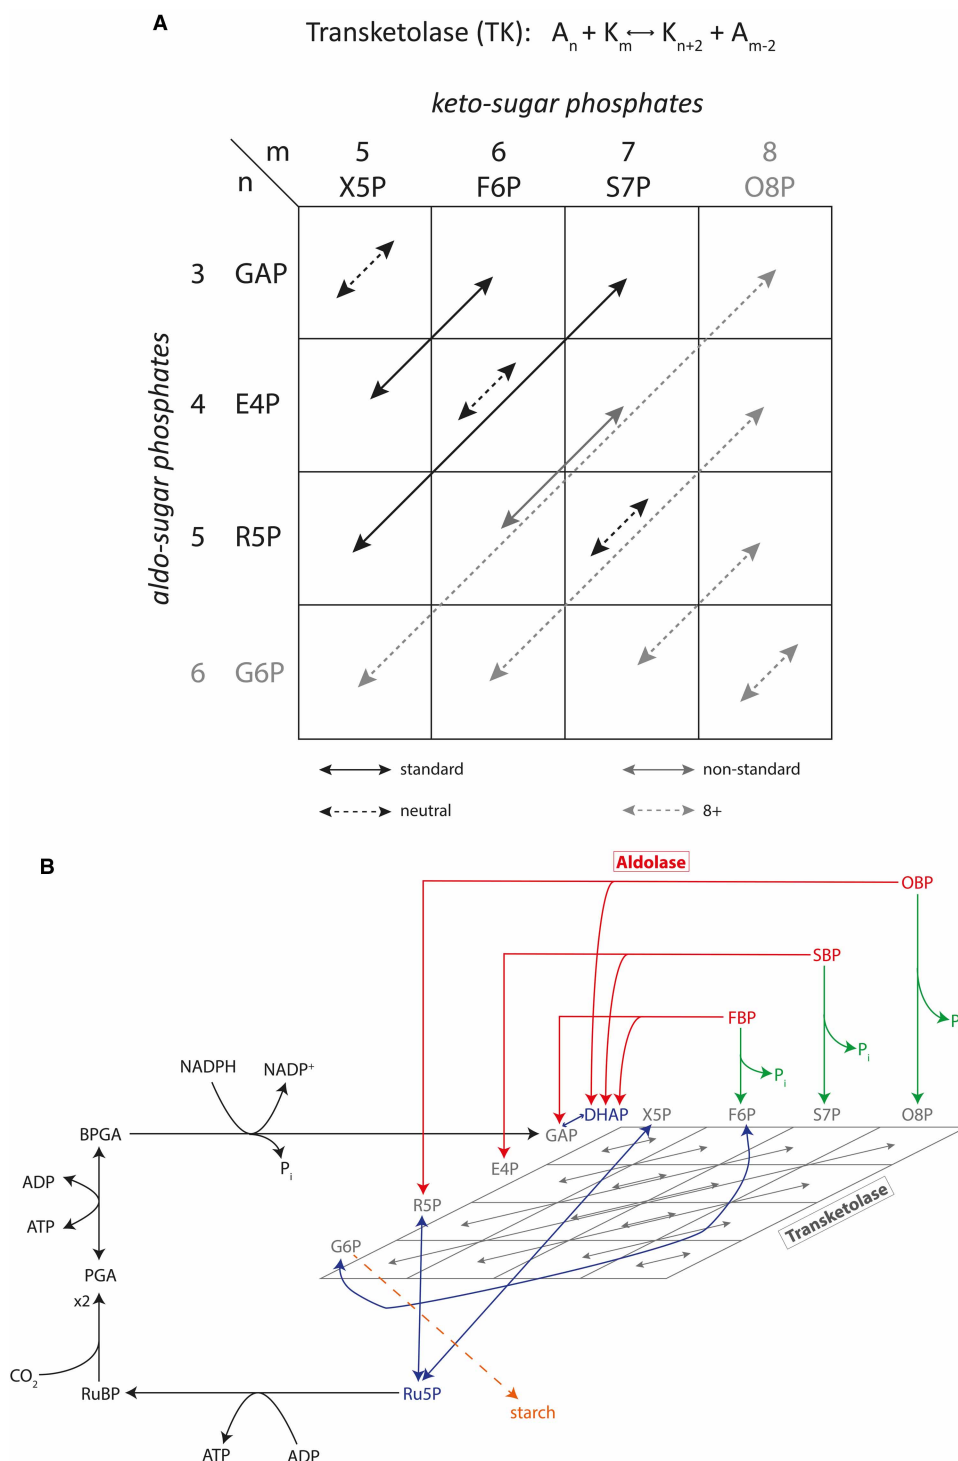 A
Transketolase (TK): Aₙ + Kₘ ↔ Kₙ₊₂ + Aₘ₋₂
keto-sugar phosphates
m 5 6 7 8
n X5P F6P S7P O8P
aldo-sugar phosphates
3 GAP
4 E4P
5 R5P
6 G6P
standard
non-standard
neutral
8+
B
Aldolase
OBP
SBP
FBP
P
Pᵢ
Pᵢ
NADPH
NADP⁺
BPGA
Pᵢ
GAP
DHAP
X5P
F6P
S7P
O8P
E4P
ADP
R5P
Transketolase
ATP
G6P
PGA
x2
CO₂
RuBP
Ru5P
starch
ATP
ADP